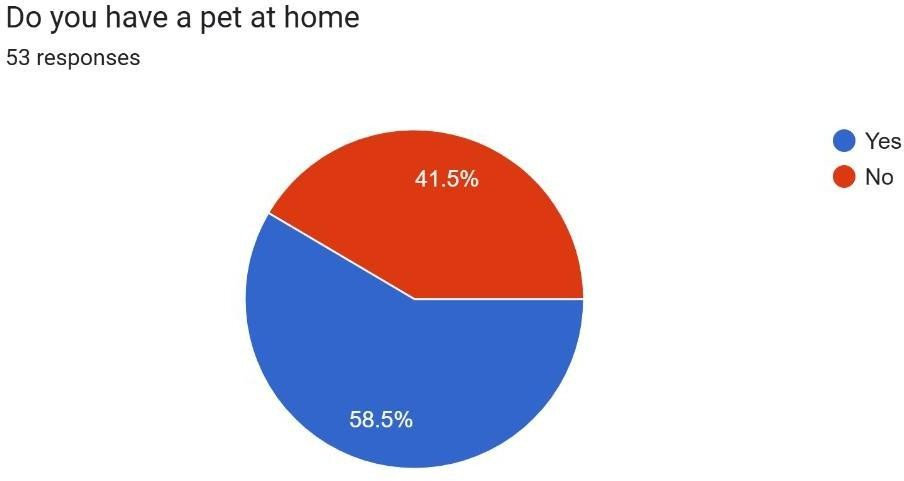 Do you have a pet at home
53 responses
Yes
No
41.5%
58.5%